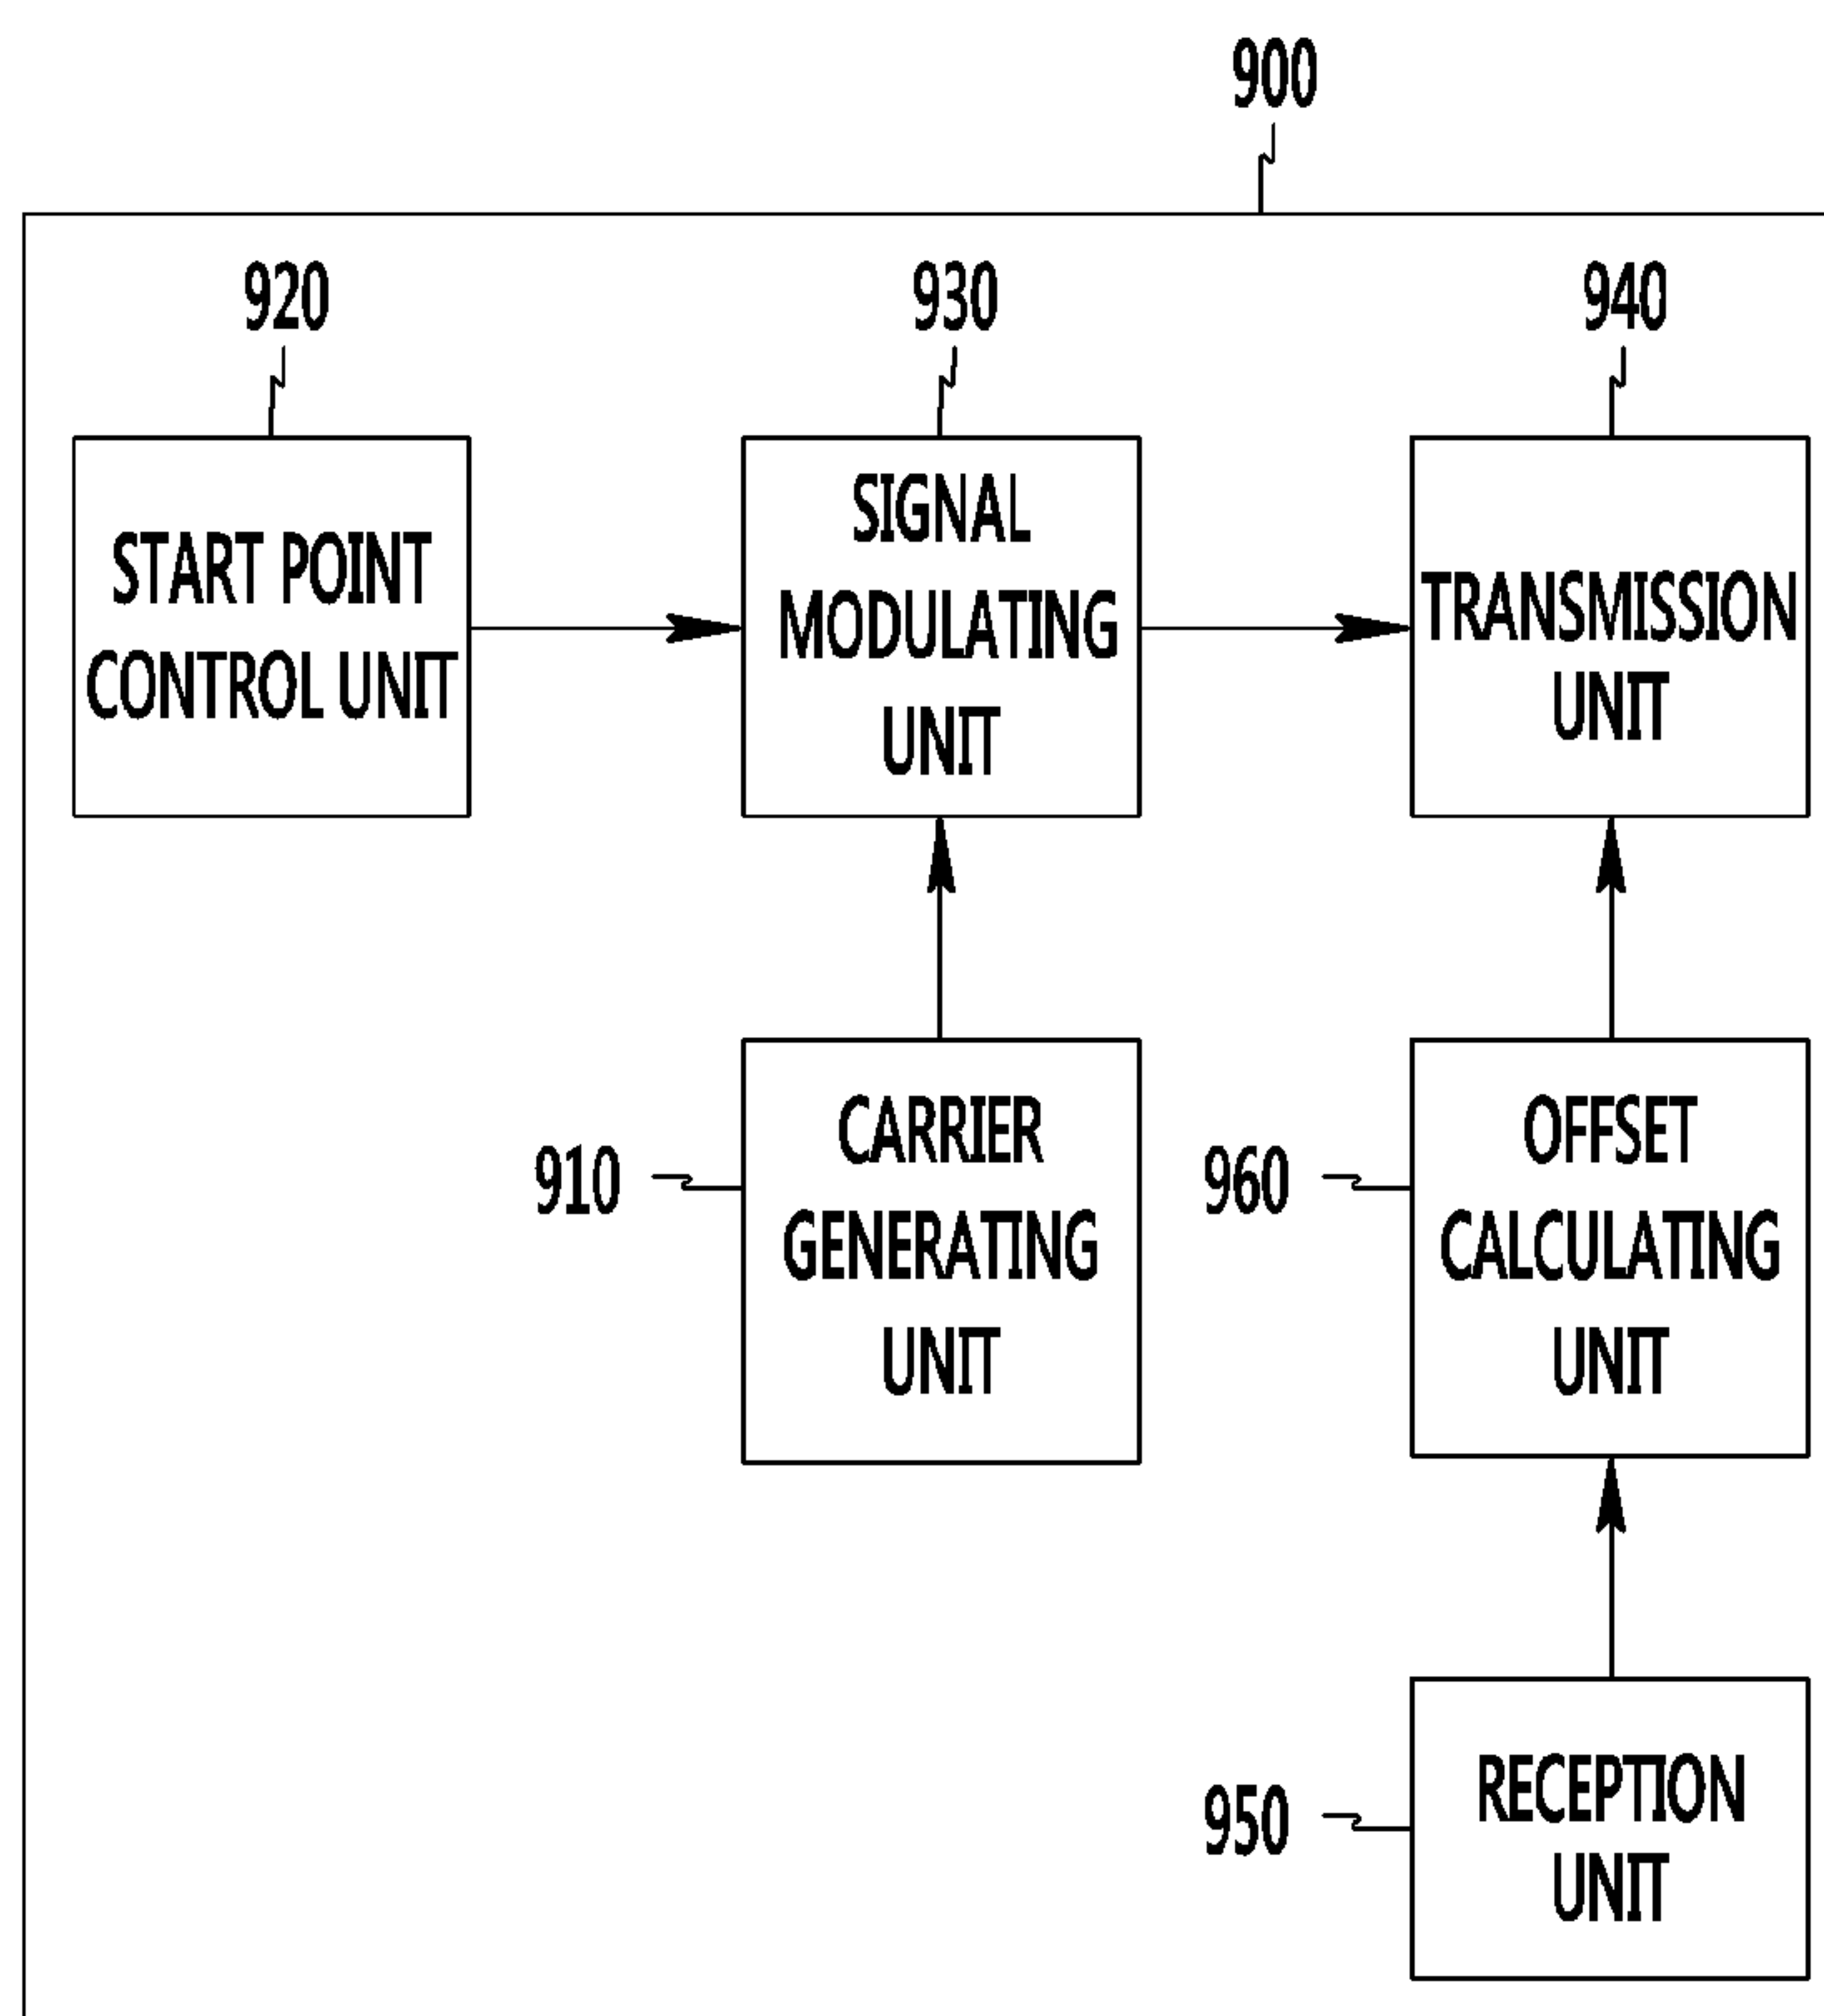 900
920
930
940
START POINT
CONTROL UNIT
SIGNAL
MODULATING
UNIT
TRANSMISSION
UNIT
910
CARRIER
GENERATING
UNIT
960
OFFSET
CALCULATING
UNIT
950
RECEPTION
UNIT